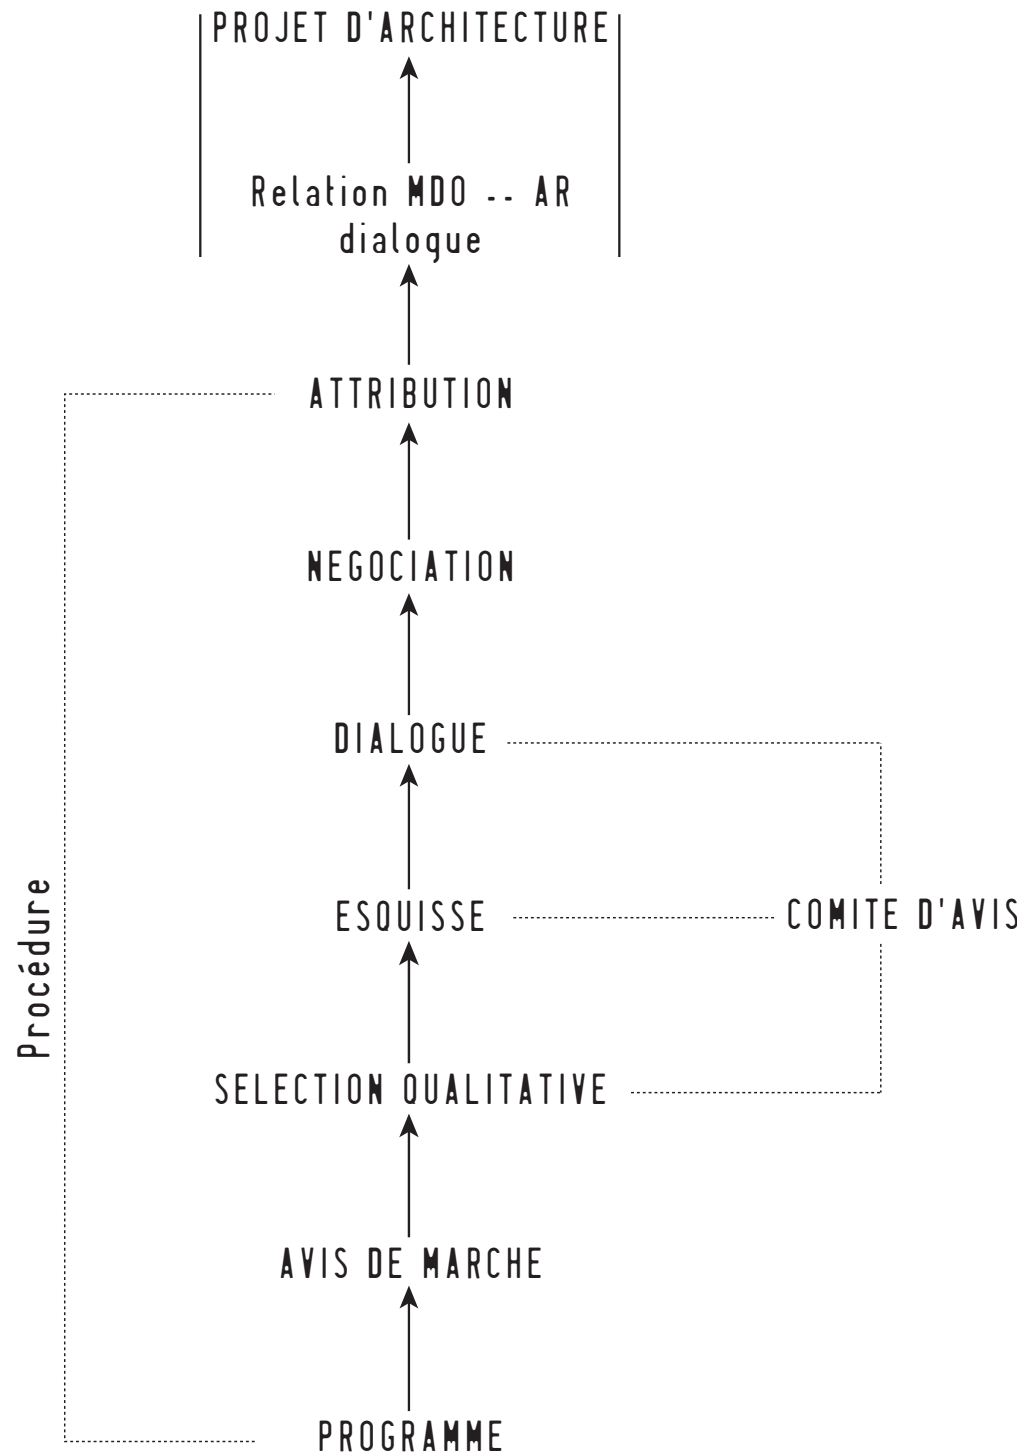 PROJET D'ARCHITECTURE
Relation MDO -- AR
dialogue
ATTRIBUTION
NEGOCIATION
DIALOGUE
ESQUISSE
COMITE D'AVIS
Procédure
SELECTION QUALITATIVE
AVIS DE MARCHE
PROGRAMME